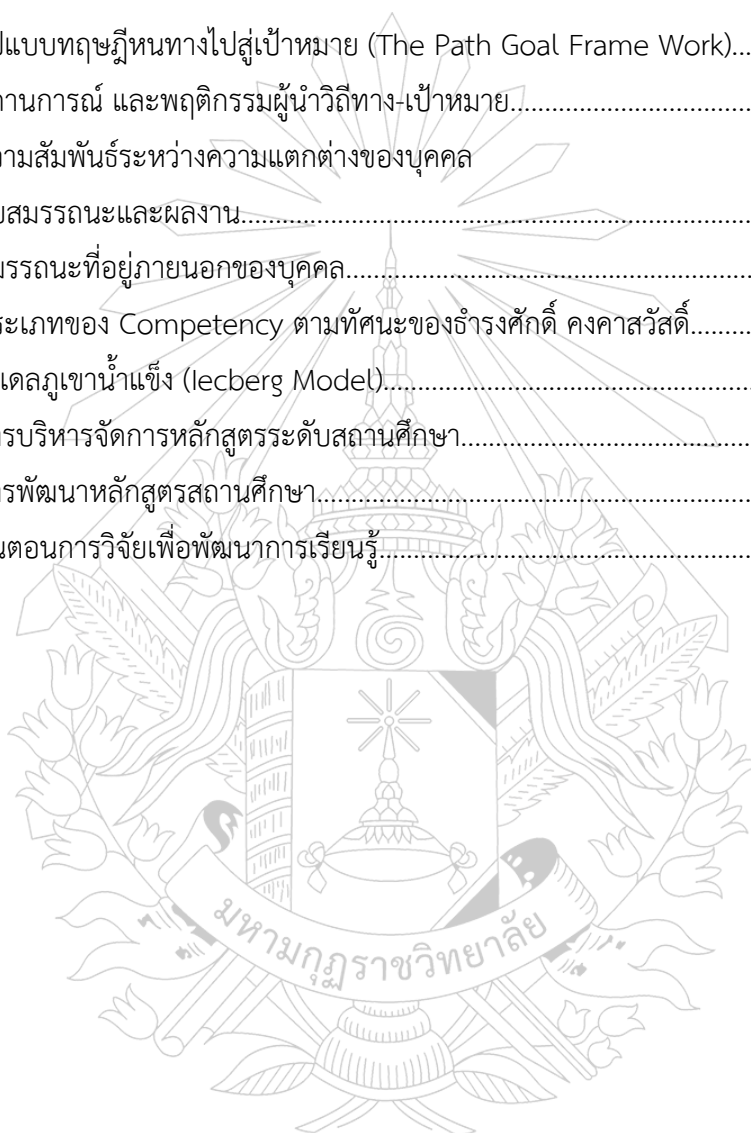 ปแบบทฤษฎีหนทางไปสู่เป้าหมาย (The Path Goal Frame Work)...
านการณ์ และพฤติกรรมผู้นำวิถีทาง-เป้าหมาย.......................................
วามสัมพันธ์ระหว่างความแตกต่างของบุคคล
บสมรรถนะและผลงาน...............................................................................
มรรถนะที่อยู่ภายนอกของบุคคล..............................................................
ระเภทของ Competency ตามทัศนะของธำรงศักดิ์ คงคาสวัสดิ์..........
เดลภูเขาน้ำแข็ง (Iecberg Model)..........................................................
ารบริหารจัดการหลักสูตรระดับสถานศึกษา..............................................
ารพัฒนาหลักสูตรสถานศึกษา..................................................................
นตอนการวิจัยเพื่อพัฒนาการเรียนรู้.........................................................
มหามกุฏราชวิทยาลัย